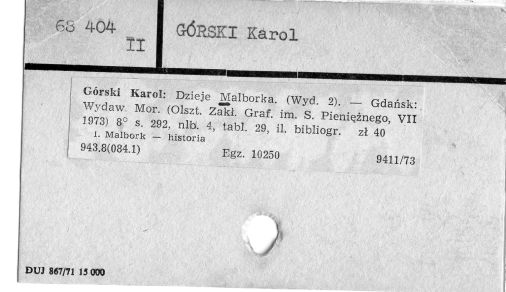 68 404
II
GÓRSKI Karol
Górski Karol: Dzieje Malborka. (Wyd. 2). — Gdańsk:
Wydaw. Mor. (Olszt. Zakł. Graf. im. S. Pieniężnego, VII
1973) 8° s. 292, nlb. 4, tabl. 29, il. bibliogr. zł 40
1. Malbork — historia
943.8(084.1) Egz. 10250 9411/73
DUJ 867/71 15 000